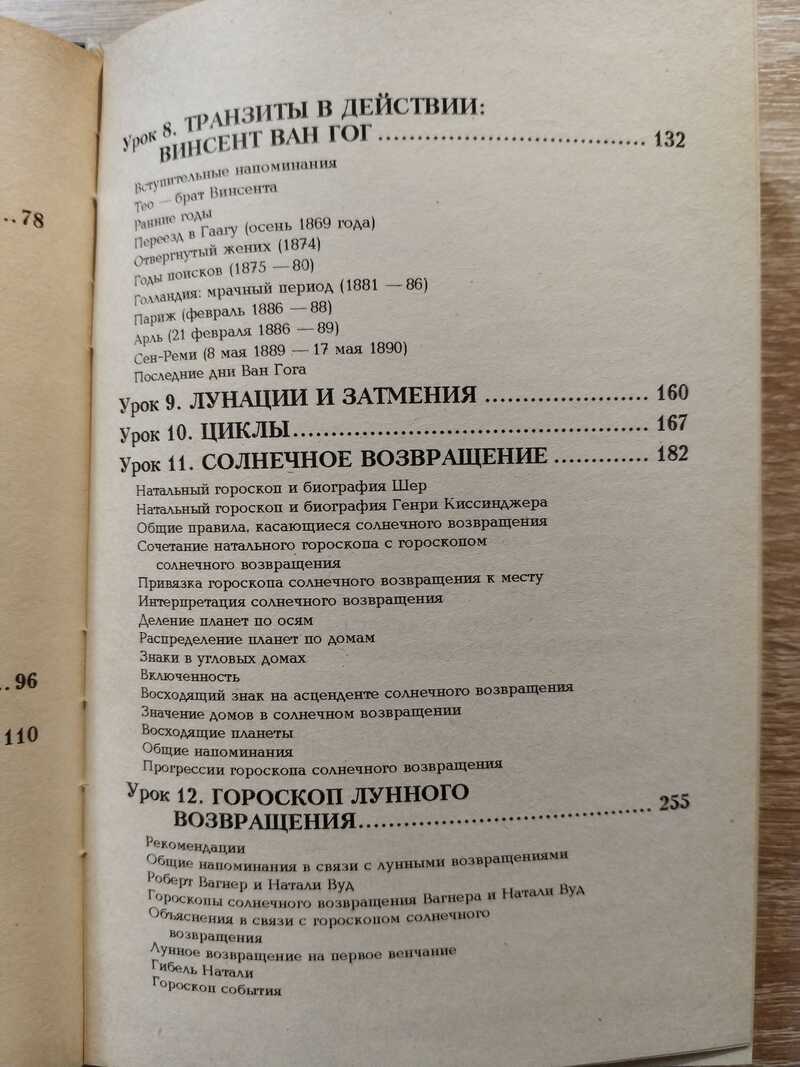 ..78
..96
110
Урок 8. ТРАНЗИТЫ В ДЕЙСТВИИ:
ВИНСЕНТ ВАН ГОГ .................................... 132
Вступительные напоминания
Тео — брат Винсента
Ранние годы
Переезд в Гаагу (осень 1869 года)
Отвергнутый жених (1874)
Годы поисков (1875 — 80)
Голландия: мрачный период (1881 — 86)
Париж (февраль 1886 — 88)
Арль (21 февраля 1886 — 89)
Сен-Реми (8 мая 1889 — 17 мая 1890)
Последние дни Ван Гога
Урок 9. ЛУНАЦИИ И ЗАТМЕНИЯ ...................... 160
Урок 10. ЦИКЛЫ ................................................ 167
Урок 11. СОЛНЕЧНОЕ ВОЗВРАЩЕНИЕ ............. 182
Натальный гороскоп и биография Шер
Натальный гороскоп и биография Генри Киссинджера
Общие правила, касающиеся солнечного возвращения
Сочетание натального гороскопа с гороскопом
солнечного возвращения
Привязка гороскопа солнечного возвращения к месту
Интерпретация солнечного возвращения
Деление планет по осям
Распределение планет по домам
Знаки в угловых домах
Включенность
Восходящий знак на асценденте солнечного возвращения
Значение домов в солнечном возвращении
Восходящие планеты
Общие напоминания
Прогрессии гороскопа солнечного возвращения
Урок 12. ГОРОСКОП ЛУННОГО
ВОЗВРАЩЕНИЯ ....................................... 255
Рекомендации
Общие напоминания в связи с лунными возвращениями
Роберт Вагнер и Натали Вуд
Гороскопы солнечного возвращения Вагнера и Натали Вуд
Объяснения в связи с гороскопом солнечного
возвращения
Лунное возвращение на первое венчание
Гибель Натали
Гороскоп события